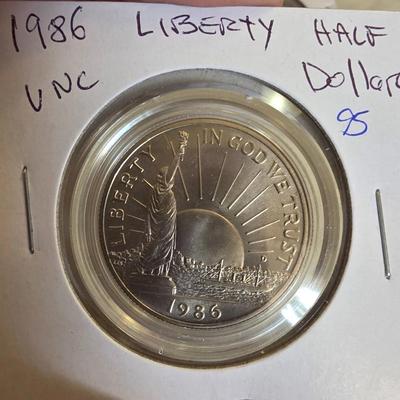 1986 LIBERTY HALF
UNC Dollar
95
LIBERTY IN GOD WE TRUST
1986